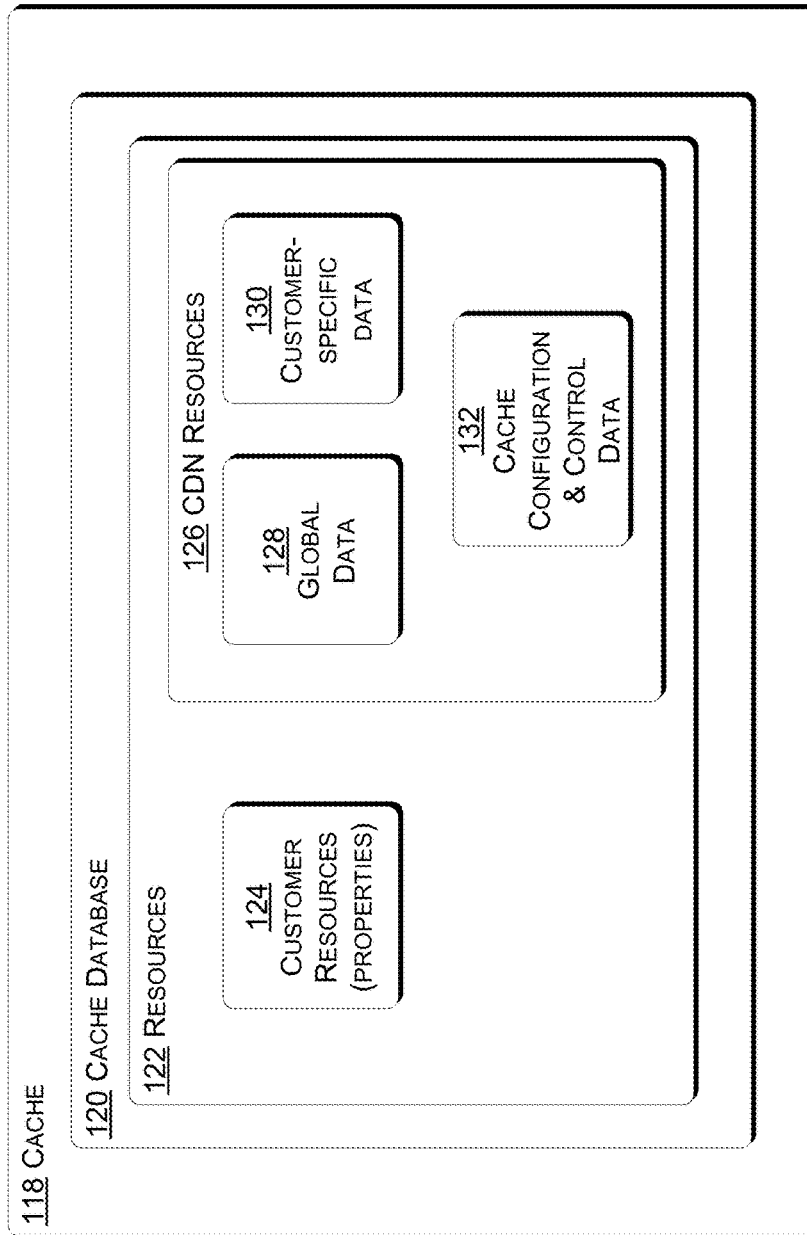 118 CACHE
120 CACHE DATABASE
122 RESOURCES
124
CUSTOMER
RESOURCES
(PROPERTIES)
126 CDN RESOURCES
128
GLOBAL
DATA
130
CUSTOMER-
SPECIFIC
DATA
132
CACHE
CONFIGURATION
& CONTROL
DATA